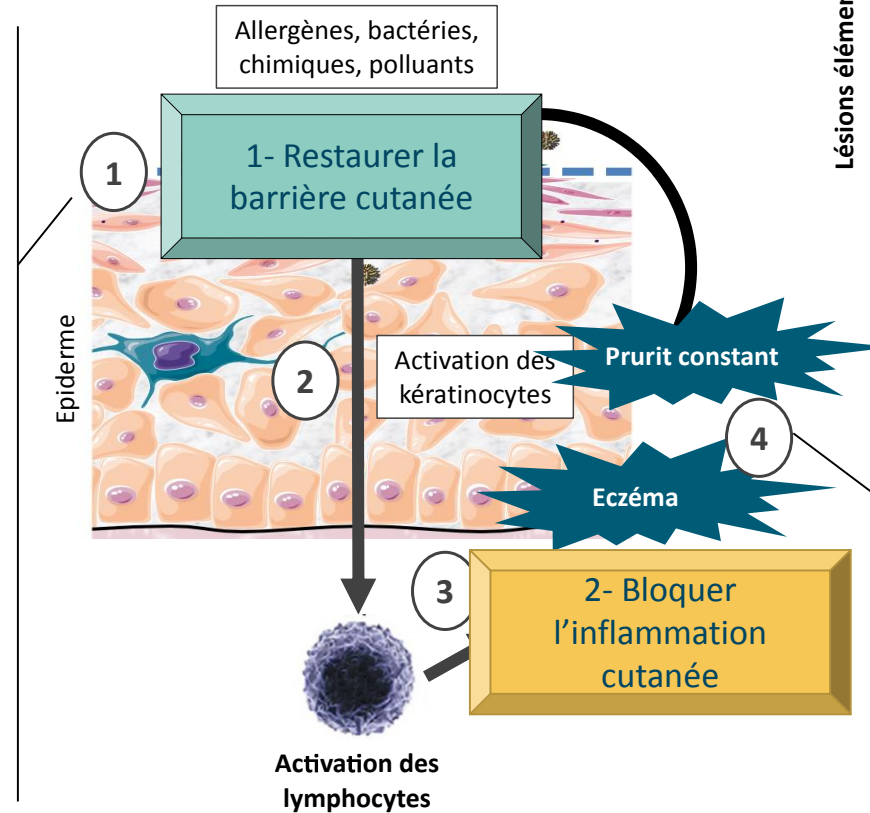 Allergènes, bactéries,
chimiques, polluants
1- Restaurer la
barrière cutanée
1
Epiderme
2
Activation des
kératinocytes
Prurit constant
4
Eczéma
3
2- Bloquer
l’inflammation
cutanée
Activation des
lymphocytes
Lésions